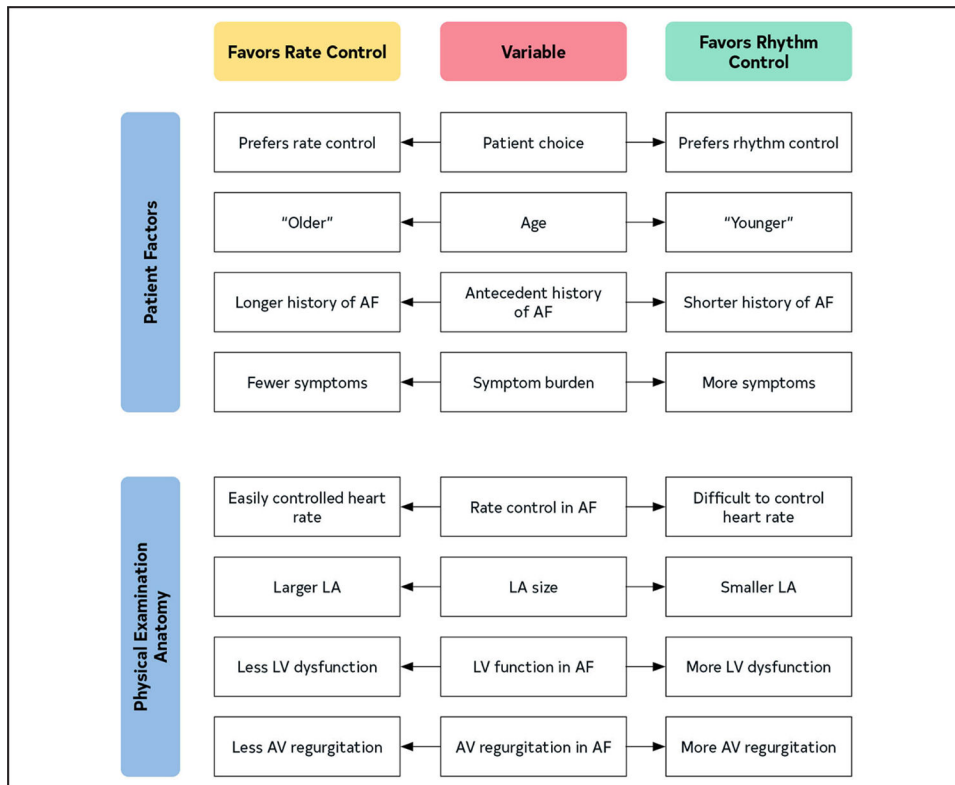 Favors Rate Control
Variable
Favors Rhythm
Control
Patient Factors
Prefers rate control
Patient choice
Prefers rhythm control
“Older”
Age
“Younger”
Longer history of AF
Antecedent history
of AF
Shorter history of AF
Fewer symptoms
Symptom burden
More symptoms
Physical Examination
Anatomy
Easily controlled heart
rate
Rate control in AF
Difficult to control
heart rate
Larger LA
LA size
Smaller LA
Less LV dysfunction
LV function in AF
More LV dysfunction
Less AV regurgitation
AV regurgitation in AF
More AV regurgitation